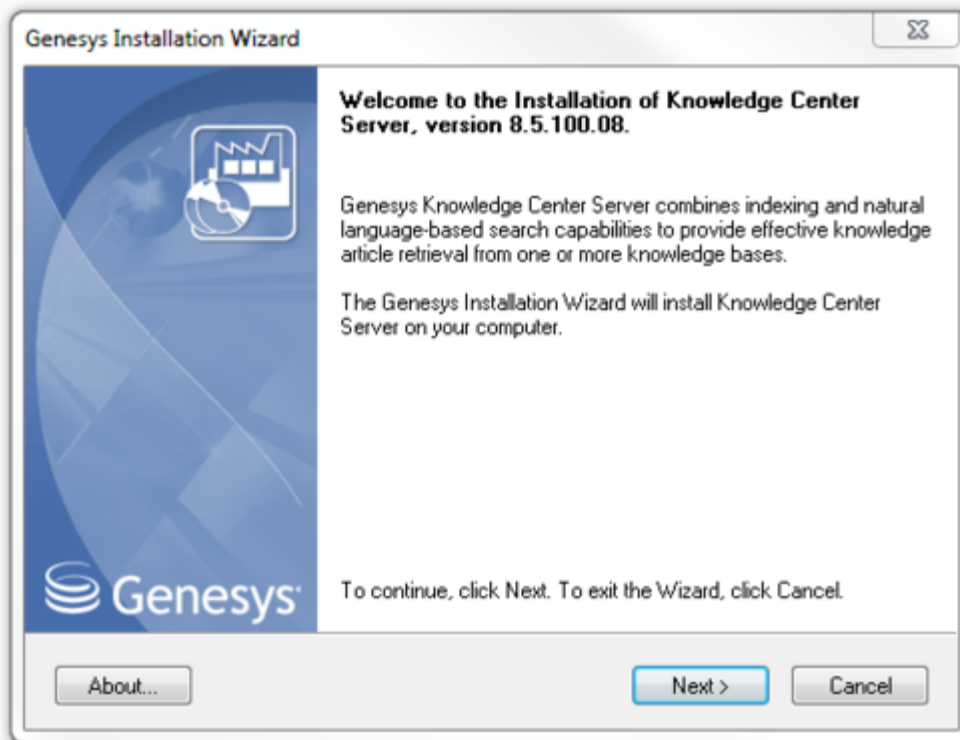 Genesys Installation Wizard
Welcome to the Installation of Knowledge Center
Server, version 8.5.100.08.
Genesys Knowledge Center Server combines indexing and natural
language-based search capabilities to provide effective knowledge
article retrieval from one or more knowledge bases.
The Genesys Installation Wizard will install Knowledge Center
Server on your computer.
Genesys
To continue, click Next. To exit the Wizard, click Cancel.
About...
Next >
Cancel